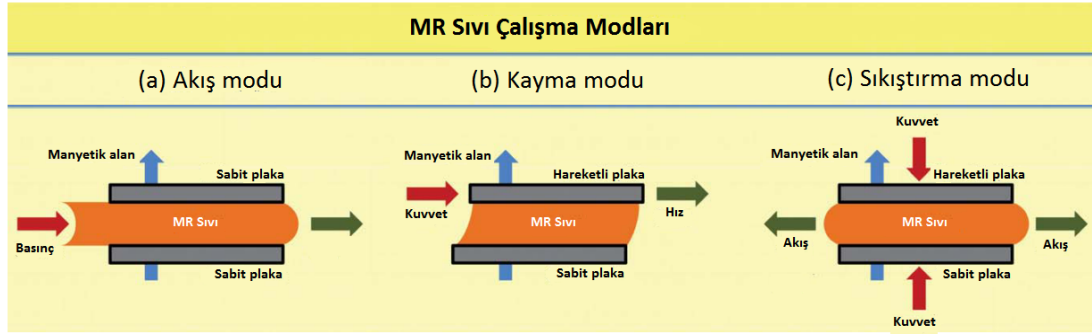 MR Sıvı Çalışma Modları
(a) Akış modu
(b) Kayma modu
(c) Sıkıştırma modu
Manyetik alan
Sabit plaka
MR Sıvı
Basınç
Sabit plaka
Manyetik alan
Hareketli plaka
Kuvvet
MR Sıvı
Hız
Sabit plaka
Kuvvet
Manyetik alan
Hareketli plaka
MR Sıvı
Akış
Akış
Sabit plaka
Kuvvet